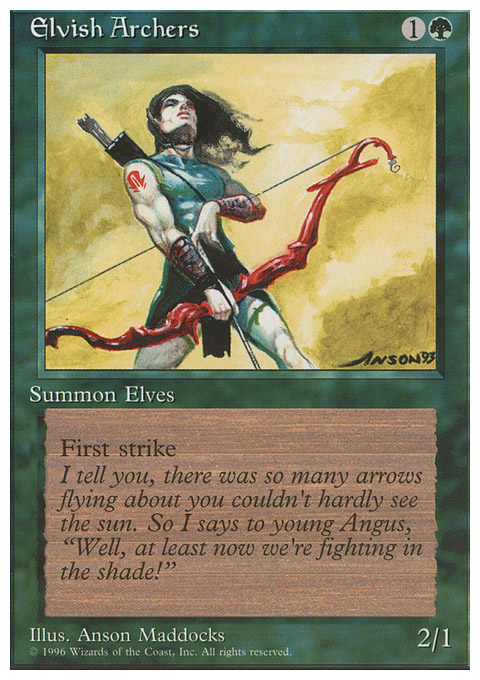 Elvish Archers
1
ANSON '93
Summon Elves
First strike
I tell you, there was so many arrows
flying about you couldn't hardly see
the sun. So I says to young Angus,
“Well, at least now we're fighting in
the shade!”
Illus. Anson Maddocks
2/1
© 1996 Wizards of the Coast, Inc. All rights reserved.